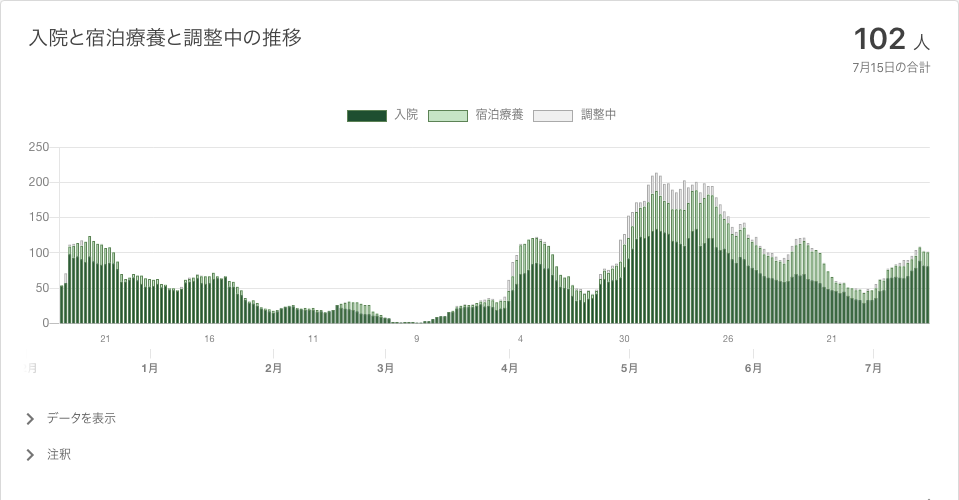 入院と宿泊療養と調整中の推移
102 人
7月15日の合計
入院 宿泊療養 調整中
250
200
150
100
50
0
21 16 11 9 4 30 26 21
月 1月 2月 3月 4月 5月 6月 7月
データを表示
注釈